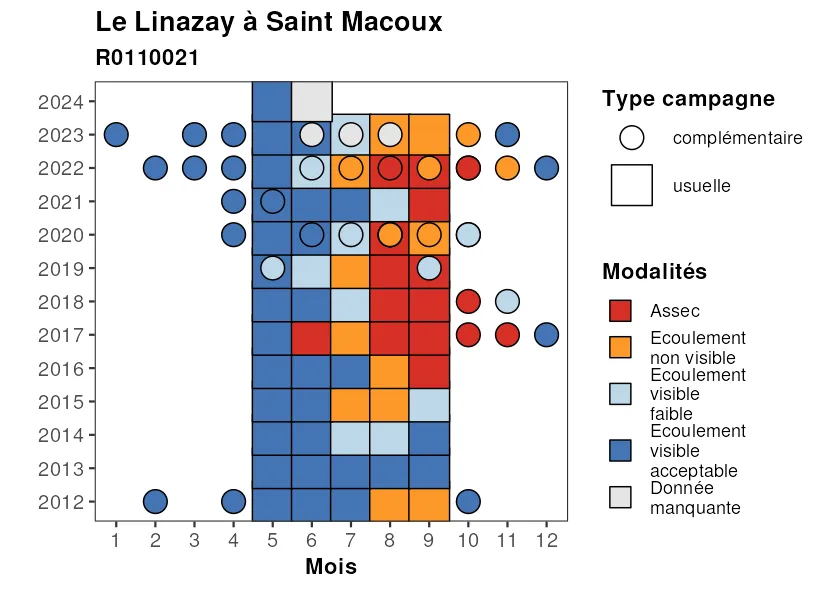 Le Linazay à Saint Macoux
R0110021
2024
2023
2022
2021
2020
2019
2018
2017
2016
2015
2014
2013
2012
1 2 3 4 5 6 7 8 9 10 11 12
Mois
Type campagne
complémentaire
usuelle
Modalités
Assec
Ecoulement
non visible
Ecoulement
visible
faible
Ecoulement
visible
acceptable
Donnée
manquante